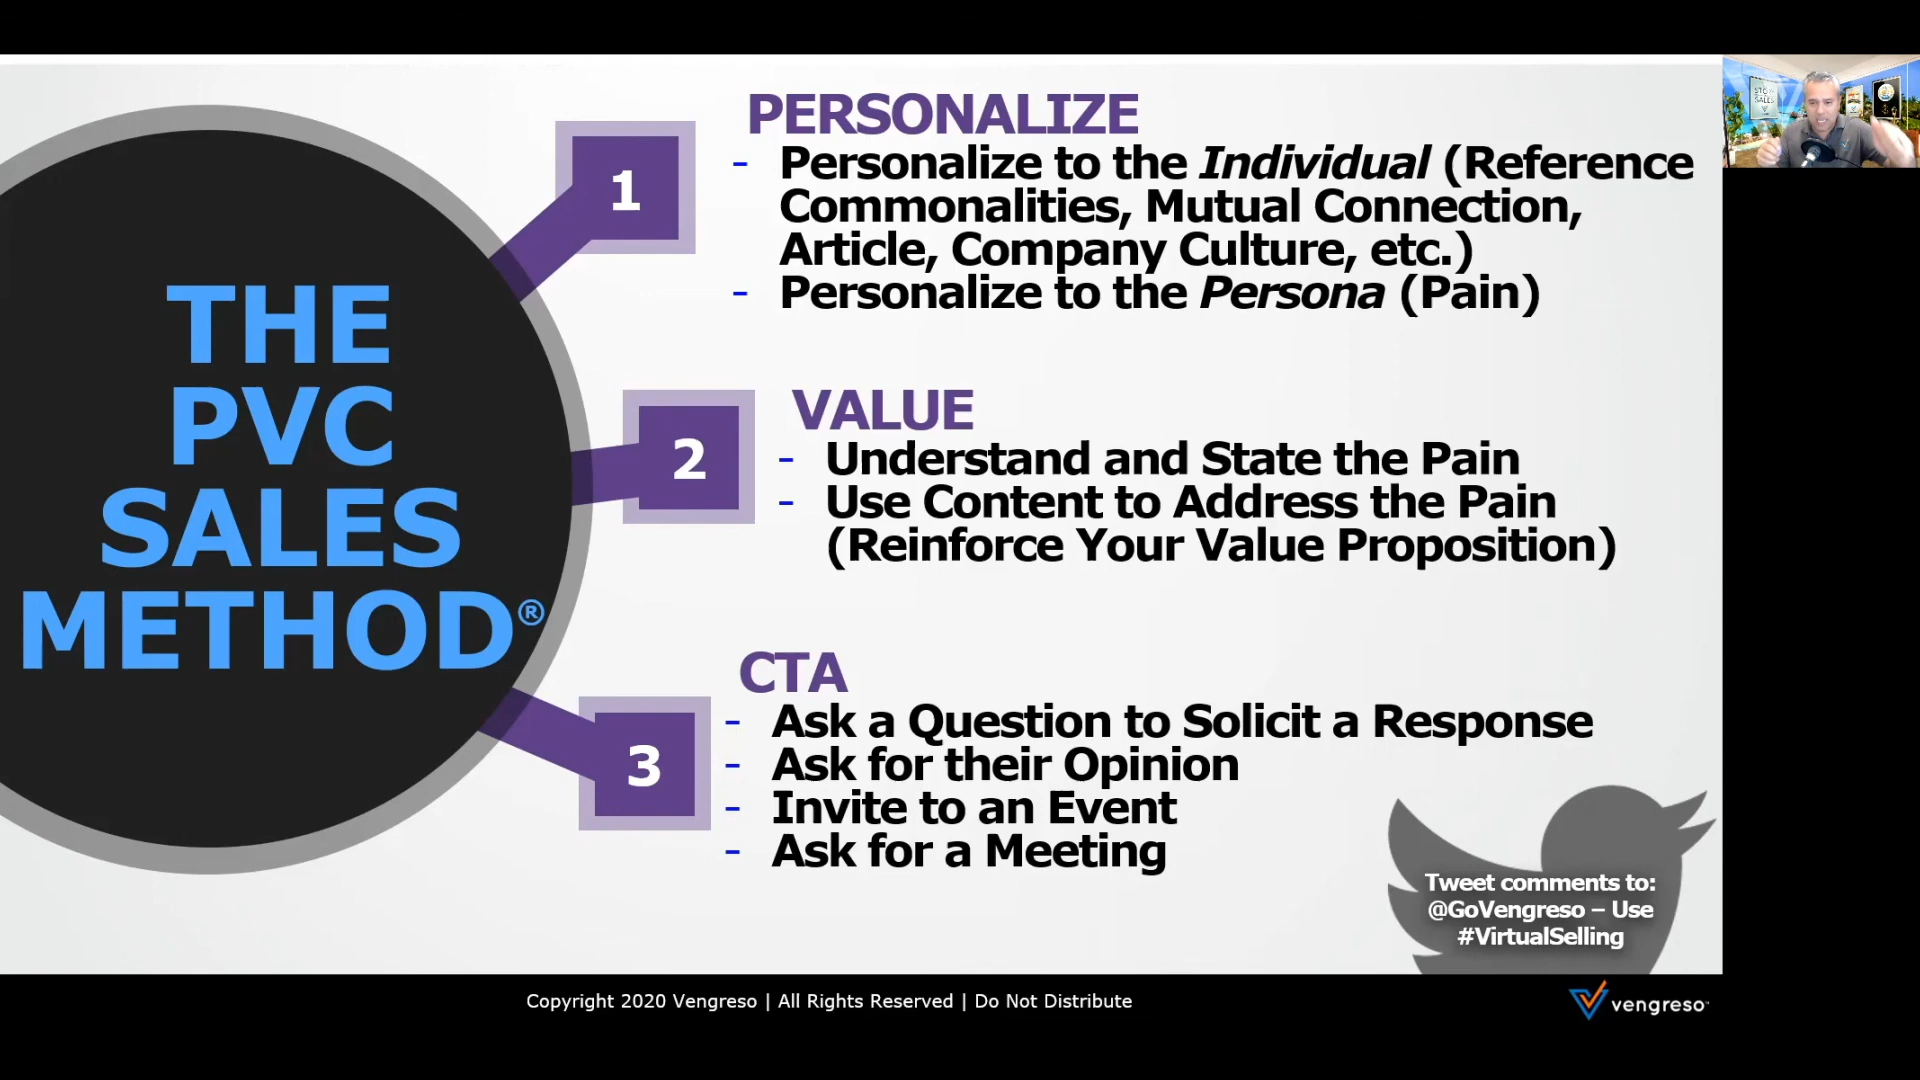 THE
PVC
SALES
METHOD®
1
PERSONALIZE
- Personalize to the Individual (Reference
Commonalities, Mutual Connection,
Article, Company Culture, etc.)
- Personalize to the Persona (Pain)
2
VALUE
- Understand and State the Pain
- Use Content to Address the Pain
(Reinforce Your Value Proposition)
3
CTA
- Ask a Question to Solicit a Response
- Ask for their Opinion
- Invite to an Event
- Ask for a Meeting
Tweet comments to:
@GoVengreso – Use
#VirtualSelling
Copyright 2020 Vengreso | All Rights Reserved | Do Not Distribute
vengreso